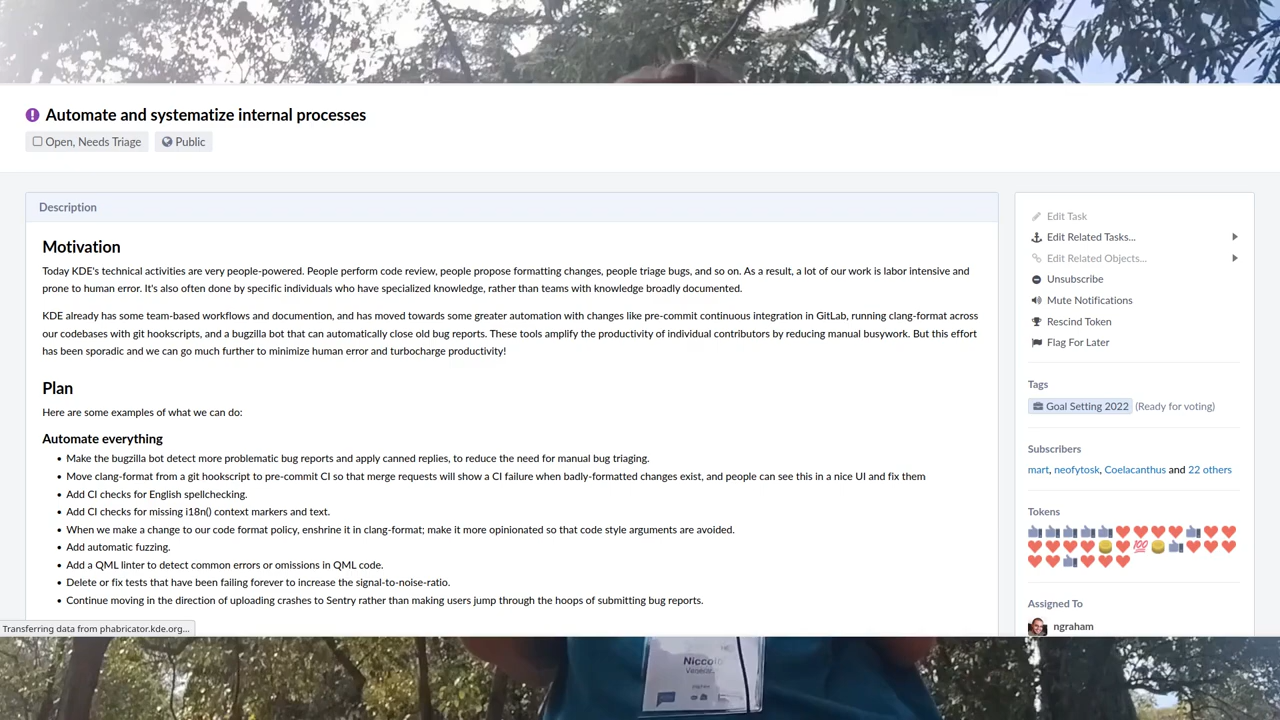 Automate and systematize internal processes
Open, Needs Triage
Public
Description
Motivation
Today KDE's technical activities are very people-powered. People perform code review, people propose formatting changes, people triage bugs, and so on. As a result, a lot of our work is labor intensive and
prone to human error. It's also often done by specific individuals who have specialized knowledge, rather than teams with knowledge broadly documented.
KDE already has some team-based workflows and documention, and has moved towards some greater automation with changes like pre-commit continuous integration in GitLab, running clang-format across
our codebases with git hookscripts, and a bugzilla bot that can automatically close old bug reports. These tools amplify the productivity of individual contributors by reducing manual busywork. But this effort
has been sporadic and we can go much further to minimize human error and turbocharge productivity!
Plan
Here are some examples of what we can do:
Automate everything
• Make the bugzilla bot detect more problematic bug reports and apply canned replies, to reduce the need for manual bug triaging.
• Move clang-format from a git hookscript to pre-commit CI so that merge requests will show a CI failure when badly-formatted changes exist, and people can see this in a nice UI and fix them
• Add CI checks for English spellchecking.
• Add CI checks for missing i18n() context markers and text.
• When we make a change to our code format policy, enshrine it in clang-format; make it more opinionated so that code style arguments are avoided.
• Add automatic fuzzing.
• Add a QML linter to detect common errors or omissions in QML code.
• Delete or fix tests that have been failing forever to increase the signal-to-noise-ratio.
• Continue moving in the direction of uploading crashes to Sentry rather than making users jump through the hoops of submitting bug reports.
Edit Task
Edit Related Tasks...
Edit Related Objects...
Unsubscribe
Mute Notifications
Rescind Token
Flag For Later
Tags
Goal Setting 2022 (Ready for voting)
Subscribers
mart, neofytosk, Coelacanthus and 22 others
Tokens
Assigned To
ngraham
Transferring data from phabricator.kde.org...
Niccolò